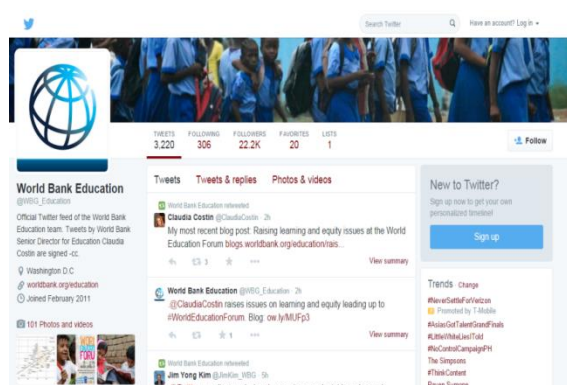 Search Twitter
Have an account? Log in
TWEETS FOLLOWING FOLLOWERS FAVORITES LISTS
3,220 306 22.2K 20 1
Follow
World Bank Education
@WBG_Education
Official Twitter feed of the World Bank
Education team. Tweets by World Bank
Senior Director for Education Claudia
Costin are signed -cc.
Washington D.C
worldbank.org/education
Joined February 2011
101 Photos and videos
Tweets Tweets & replies Photos & videos
World Bank Education retweeted
Claudia Costin @ClaudiaCostin · 2h
My most recent blog post: Raising learning and equity issues at the World
Education Forum blogs.worldbank.org/education/rais...
3
View summary
World Bank Education @WBG_Education · 2h
.@ClaudiaCostin raises issues on learning and equity leading up to
#WorldEducationForum. Blog: ow.ly/MUFp3
1
View summary
World Bank Education retweeted
Jim Yong Kim @JimKim_WBG · 5h
New to Twitter?
Sign up now to get your own
personalized timeline!
Sign up
Trends · Change
#NeverSettleForVerizon
Promoted by T-Mobile
#AsiasGotTalentGrandFinals
#LittleWhiteLiesITold
#NoControlCampaignPH
The Simpsons
#ThinkContent